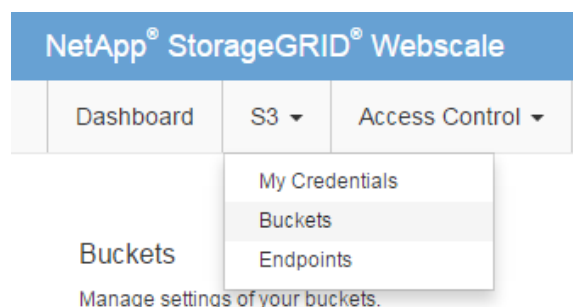 NetApp® StorageGRID® Webscale
Dashboard S3 Access Control
My Credentials
Buckets
Endpoints
Buckets
Manage settings of your buckets.